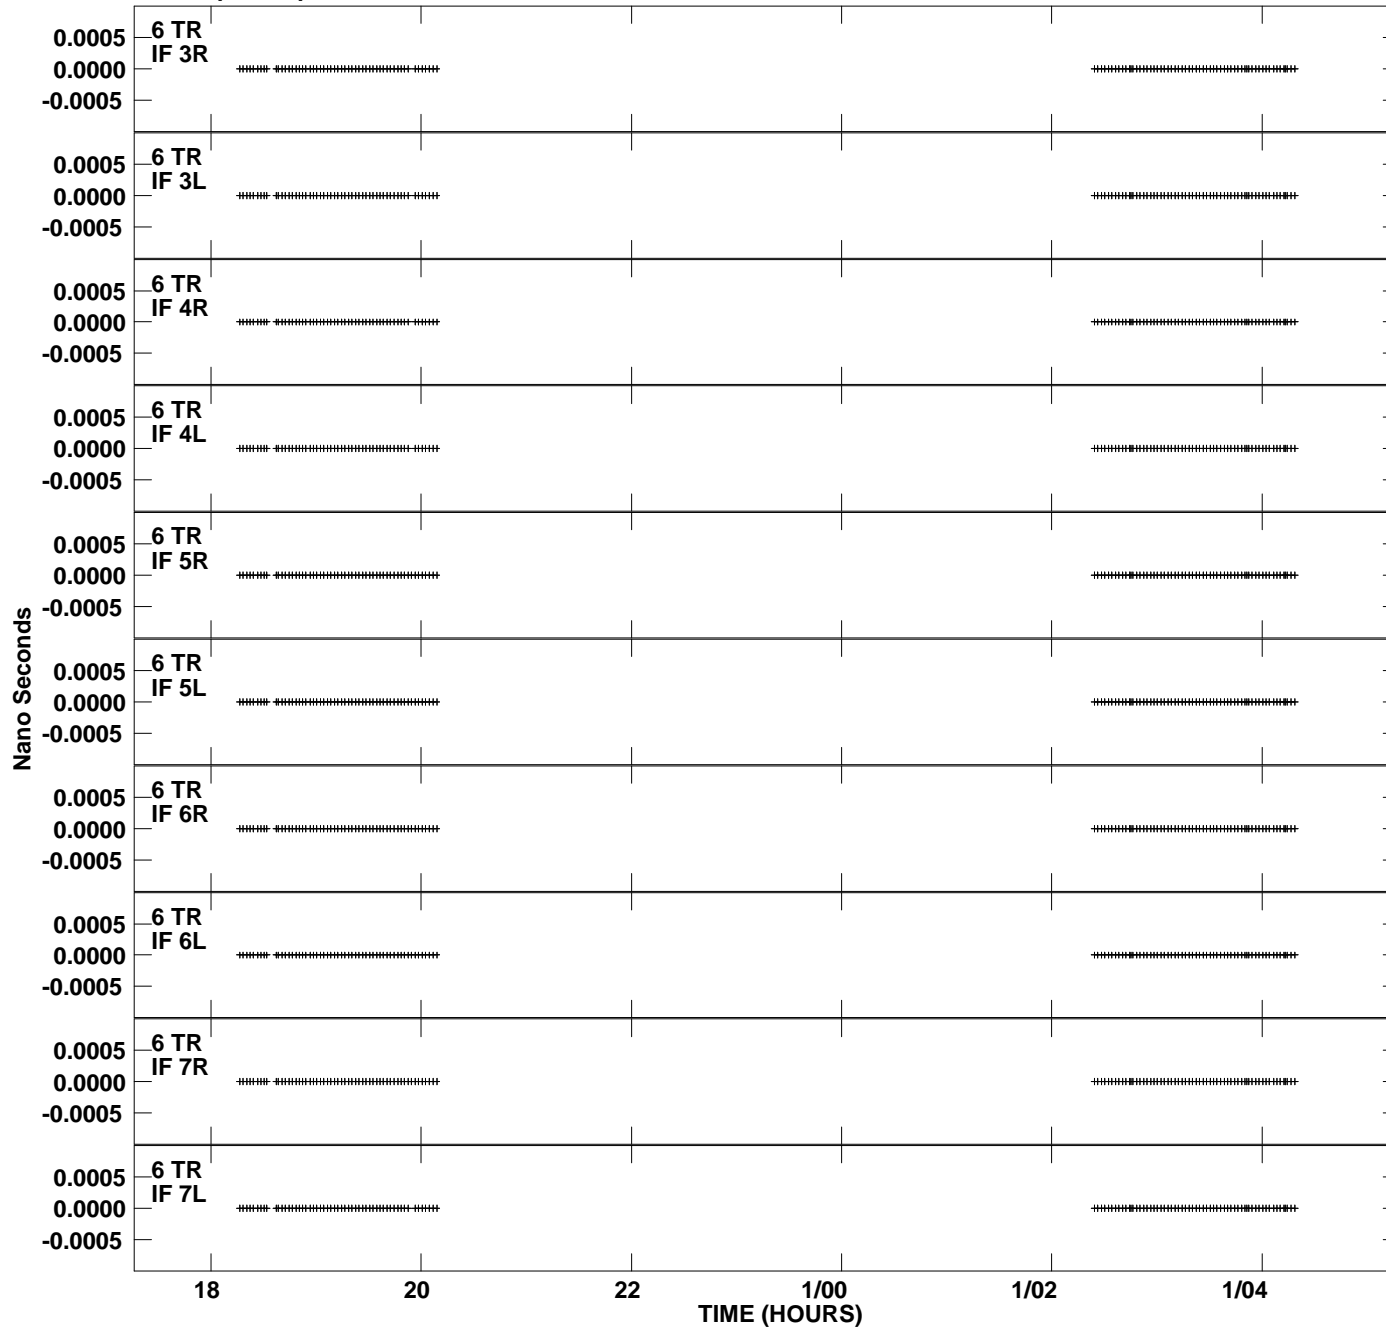 6 TR
IF 3R
0.0005
0.0000
-0.0005
6 TR
IF 3L
0.0005
0.0000
-0.0005
6 TR
IF 4R
0.0005
0.0000
-0.0005
6 TR
IF 4L
0.0005
0.0000
-0.0005
6 TR
IF 5R
0.0005
0.0000
-0.0005
6 TR
IF 5L
0.0005
0.0000
-0.0005
6 TR
IF 6R
0.0005
0.0000
-0.0005
6 TR
IF 6L
0.0005
0.0000
-0.0005
6 TR
IF 7R
0.0005
0.0000
-0.0005
6 TR
IF 7L
0.0005
0.0000
-0.0005
Nano Seconds
18 20 22 1/00 1/02 1/04
TIME (HOURS)